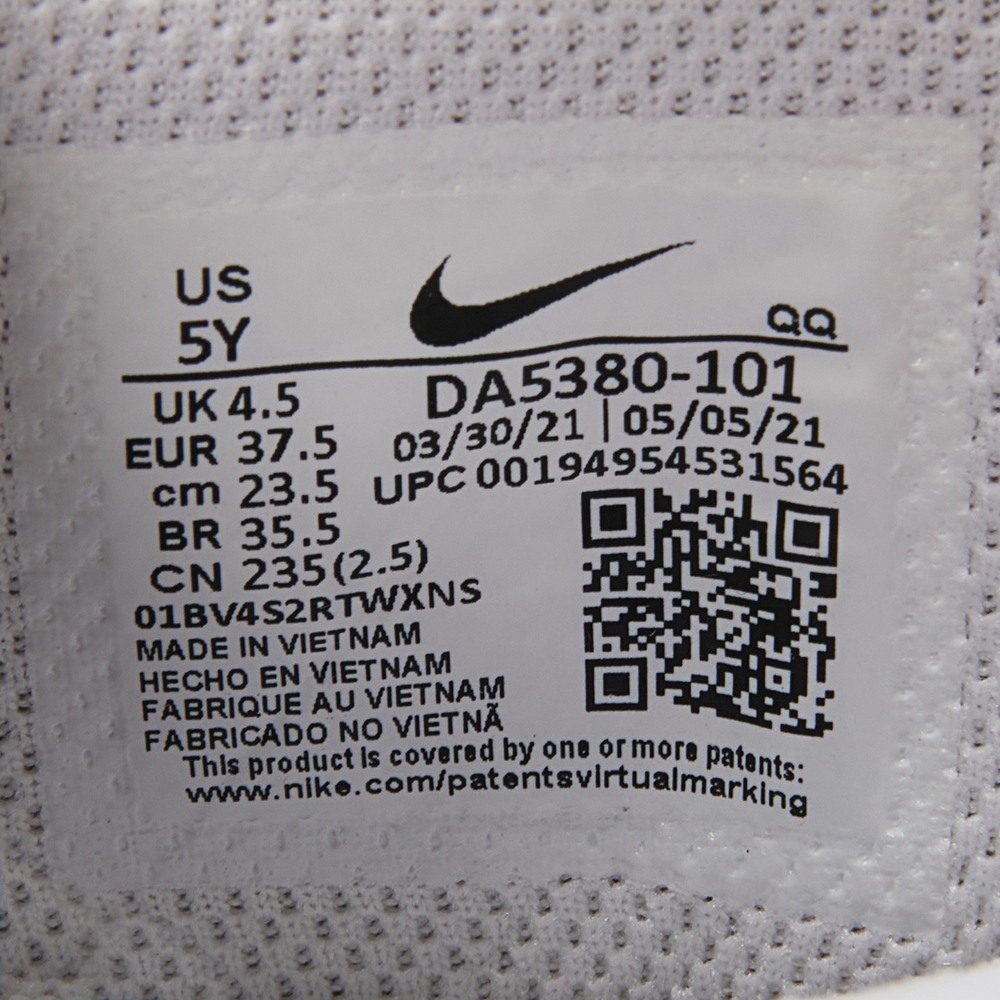 US
5Y
QQ
UK 4.5
EUR 37.5
cm 23.5
BR 35.5
CN 235(2.5)
DA5380-101
03/30/21 | 05/05/21
UPC 00194954531564
01BV4S2RTWXNS
MADE IN VIETNAM
HECHO EN VIETNAM
FABRIQUE AU VIETNAM
FABRICADO NO VIETNÃ
This product is covered by one or more patents:
www.nike.com/patentsvirtualmarking